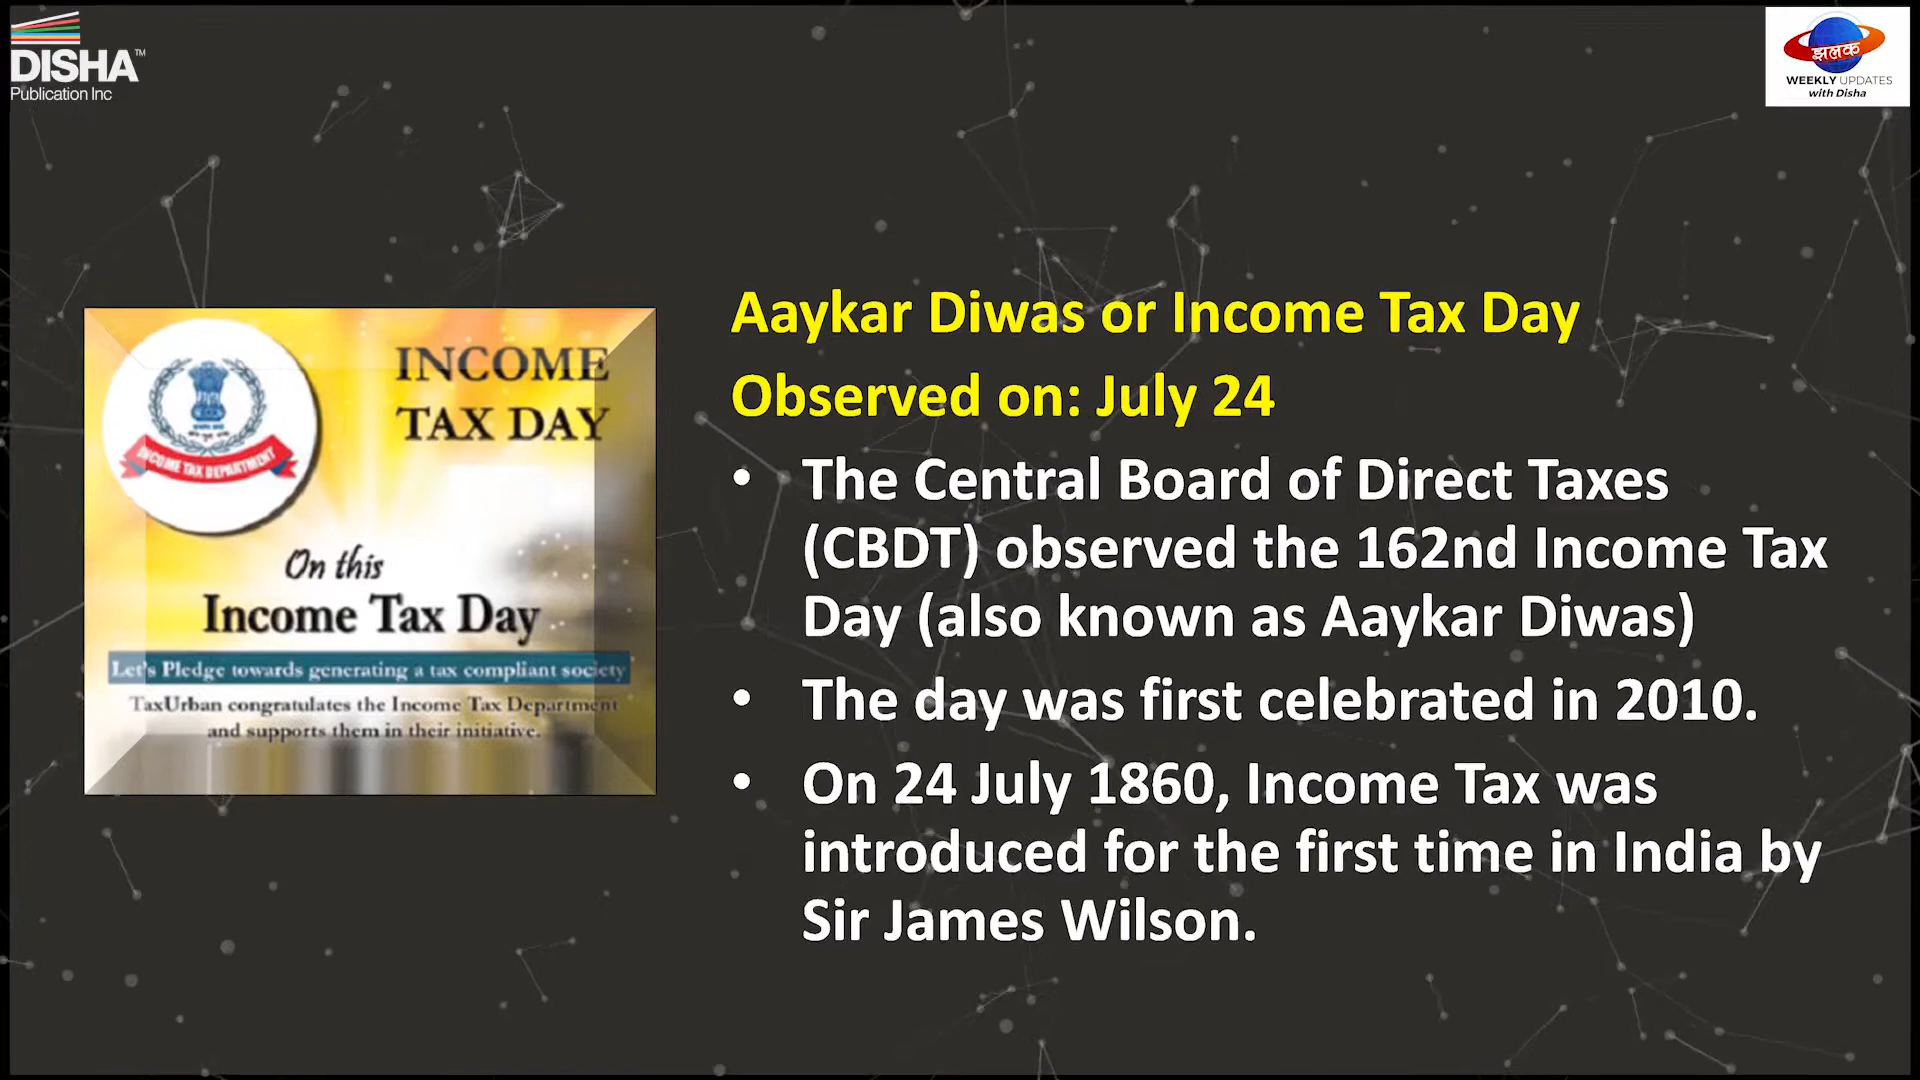 DISHA™
Publication Inc
झलक
WEEKLY UPDATES
with Disha
INCOME
TAX DAY
INCOME TAX DEPARTMENT
On this
Income Tax Day
Let's Pledge towards generating a tax compliant society
TaxUrban congratulates the Income Tax Department
and supports them in their initiative.
Aaykar Diwas or Income Tax Day
Observed on: July 24
• The Central Board of Direct Taxes
(CBDT) observed the 162nd Income Tax
Day (also known as Aaykar Diwas)
• The day was first celebrated in 2010.
• On 24 July 1860, Income Tax was
introduced for the first time in India by
Sir James Wilson.